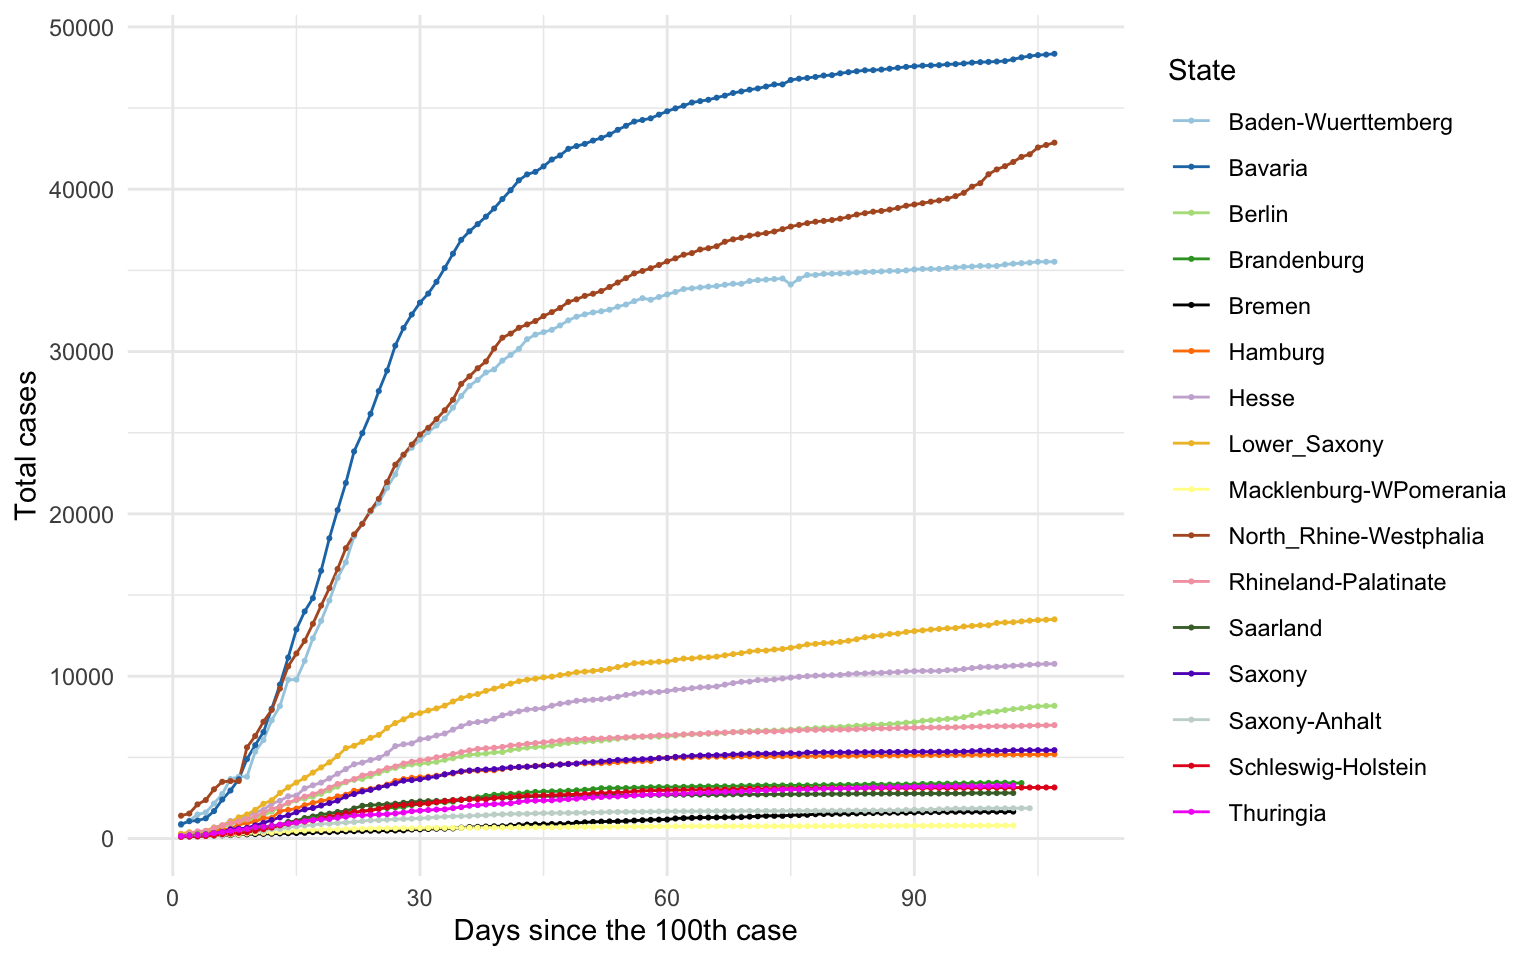 50000
40000
30000
20000
10000
0
Total cases
0 30 60 90
Days since the 100th case
State
Baden-Wuerttemberg
Bavaria
Berlin
Brandenburg
Bremen
Hamburg
Hesse
Lower_Saxony
Macklenburg-WPomerania
North_Rhine-Westphalia
Rhineland-Palatinate
Saarland
Saxony
Saxony-Anhalt
Schleswig-Holstein
Thuringia